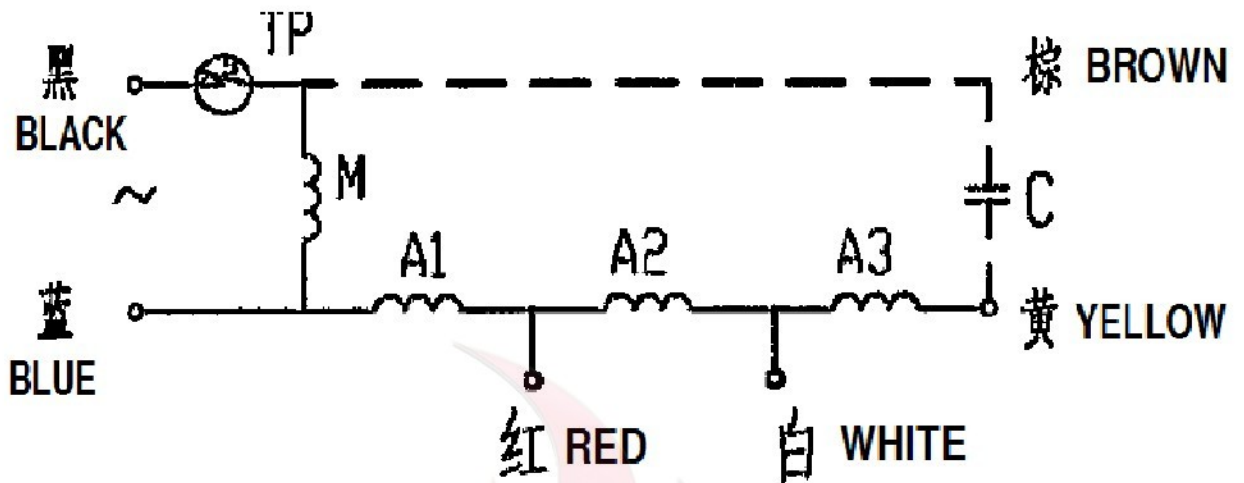 TP
棕 BROWN
黑
BLACK
M
C
~
A1 A2 A3
蓝
BLUE
黄 YELLOW
红 RED
白 WHITE